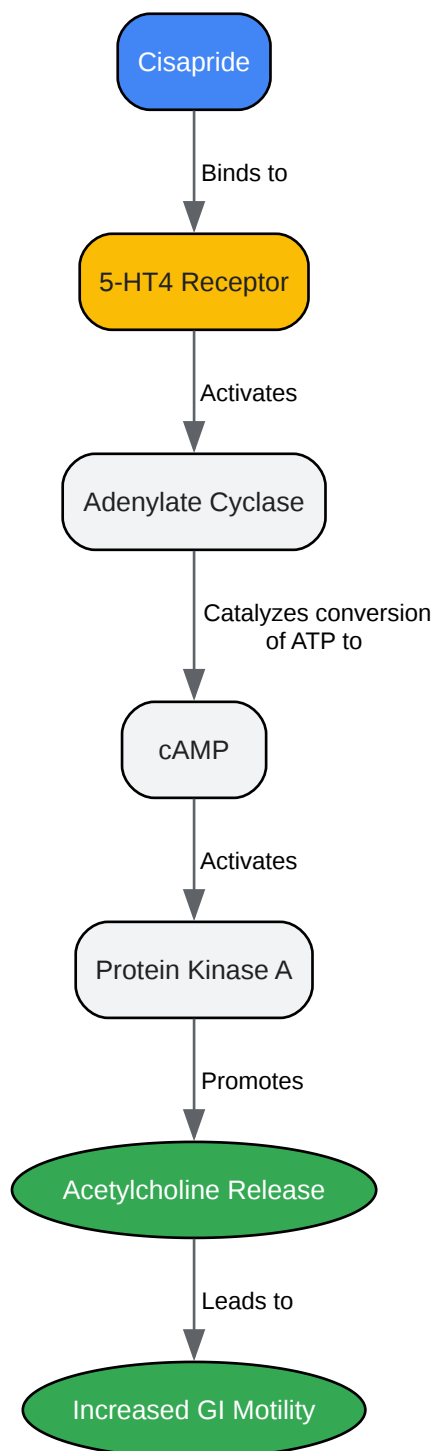 Cisapride
Binds to
5-HT4 Receptor
Activates
Adenylate Cyclase
Catalyzes conversion
of ATP to
cAMP
Activates
Protein Kinase A
Promotes
Acetylcholine Release
Leads to
Increased GI Motility